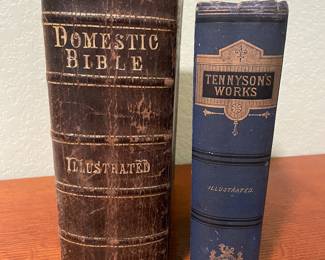 DOMESTIC
BIBLE
ILLUSTRATED
TENNYSON'S
WORKS
ILLUSTRATED.